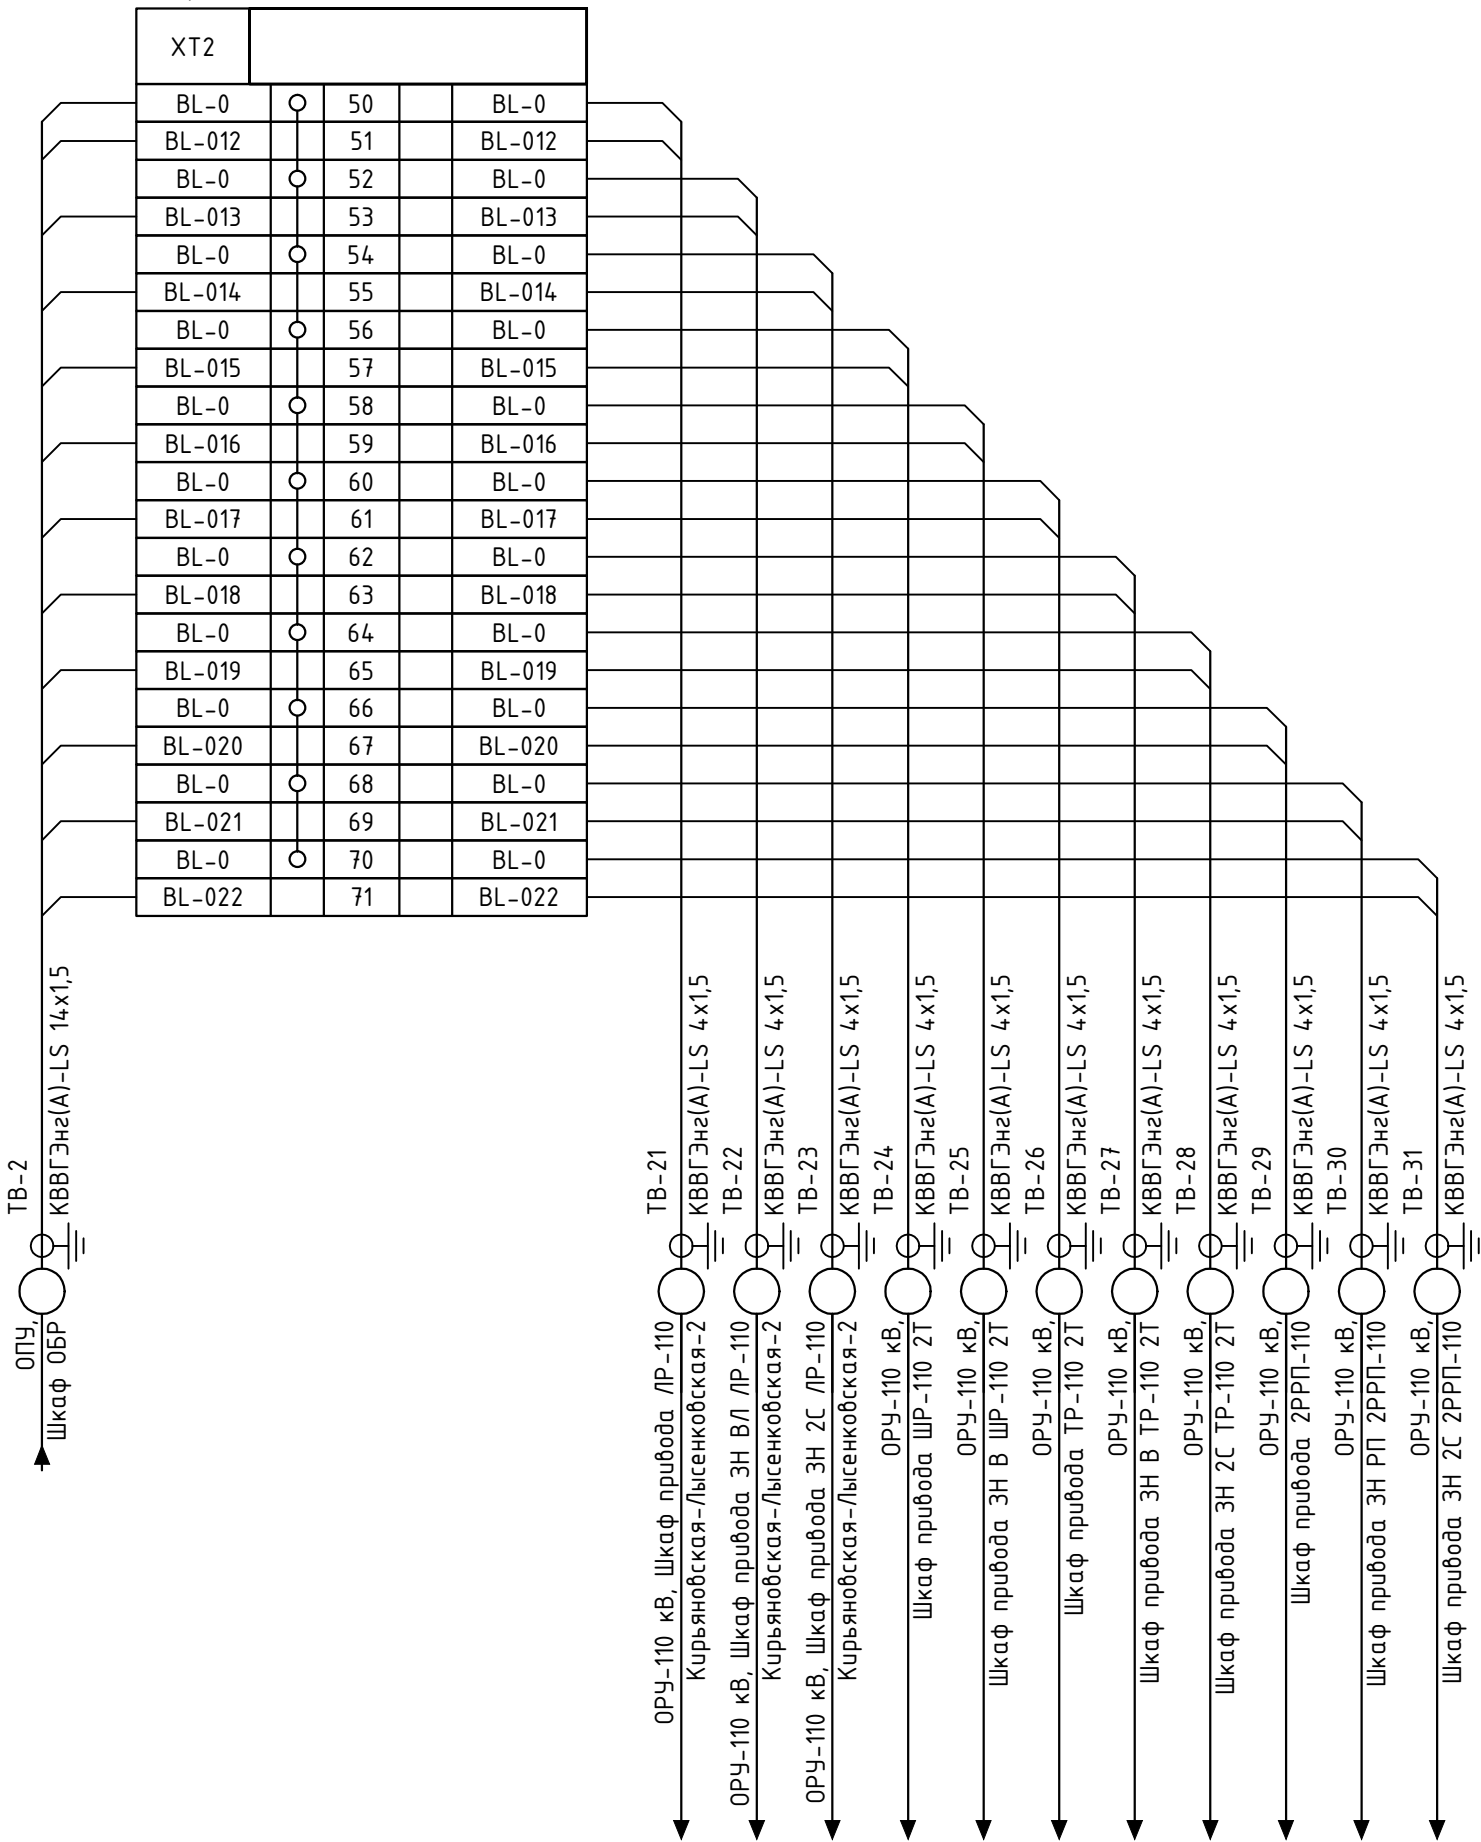 XT2
BL-0 50 BL-0
BL-012 51 BL-012
BL-0 52 BL-0
BL-013 53 BL-013
BL-0 54 BL-0
BL-014 55 BL-014
BL-0 56 BL-0
BL-015 57 BL-015
BL-0 58 BL-0
BL-016 59 BL-016
BL-0 60 BL-0
BL-017 61 BL-017
BL-0 62 BL-0
BL-018 63 BL-018
BL-0 64 BL-0
BL-019 65 BL-019
BL-0 66 BL-0
BL-020 67 BL-020
BL-0 68 BL-0
BL-021 69 BL-021
BL-0 70 BL-0
BL-022 71 BL-022
ТВ-2
КВВГЭнг(А)-LS 14х1,5
ОПУ,
Шкаф ОБР
ТВ-21
КВВГЭнг(А)-LS 4х1,5
ОРУ-110 кВ, Шкаф привода ЛР-110
Кирьяновская-Лысенковская-2
ТВ-22
КВВГЭнг(А)-LS 4х1,5
ОРУ-110 кВ, Шкаф привода ЗН ВЛ ЛР-110
Кирьяновская-Лысенковская-2
ТВ-23
КВВГЭнг(А)-LS 4х1,5
ОРУ-110 кВ, Шкаф привода ЗН 2С ЛР-110
Кирьяновская-Лысенковская-2
ТВ-24
КВВГЭнг(А)-LS 4х1,5
ОРУ-110 кВ,
Шкаф привода ШР-110 2Т
ТВ-25
КВВГЭнг(А)-LS 4х1,5
ОРУ-110 кВ,
Шкаф привода ЗН В ШР-110 2Т
ТВ-26
КВВГЭнг(А)-LS 4х1,5
ОРУ-110 кВ,
Шкаф привода ТР-110 2Т
ТВ-27
КВВГЭнг(А)-LS 4х1,5
ОРУ-110 кВ,
Шкаф привода ЗН В ТР-110 2Т
ТВ-28
КВВГЭнг(А)-LS 4х1,5
ОРУ-110 кВ,
Шкаф привода ЗН 2С ТР-110 2Т
ТВ-29
КВВГЭнг(А)-LS 4х1,5
ОРУ-110 кВ,
Шкаф привода 2РРП-110
ТВ-30
КВВГЭнг(А)-LS 4х1,5
ОРУ-110 кВ,
Шкаф привода ЗН РП 2РРП-110
ТВ-31
КВВГЭнг(А)-LS 4х1,5
ОРУ-110 кВ,
Шкаф привода ЗН 2С 2РРП-110